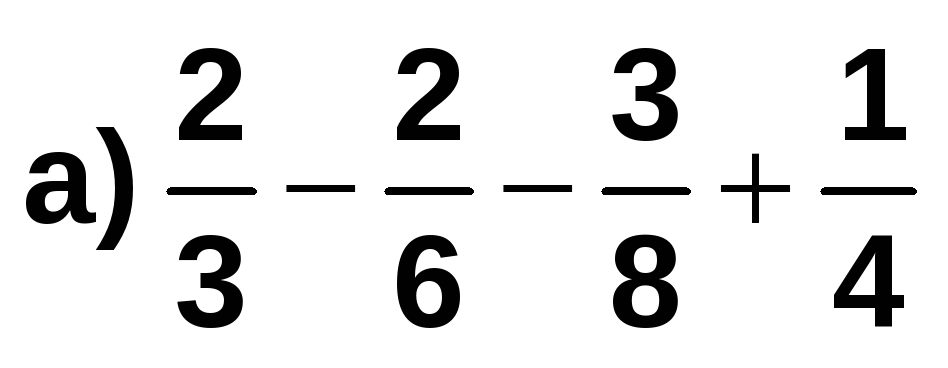 a) 2/3 − 2/6 − 3/8 + 1/4